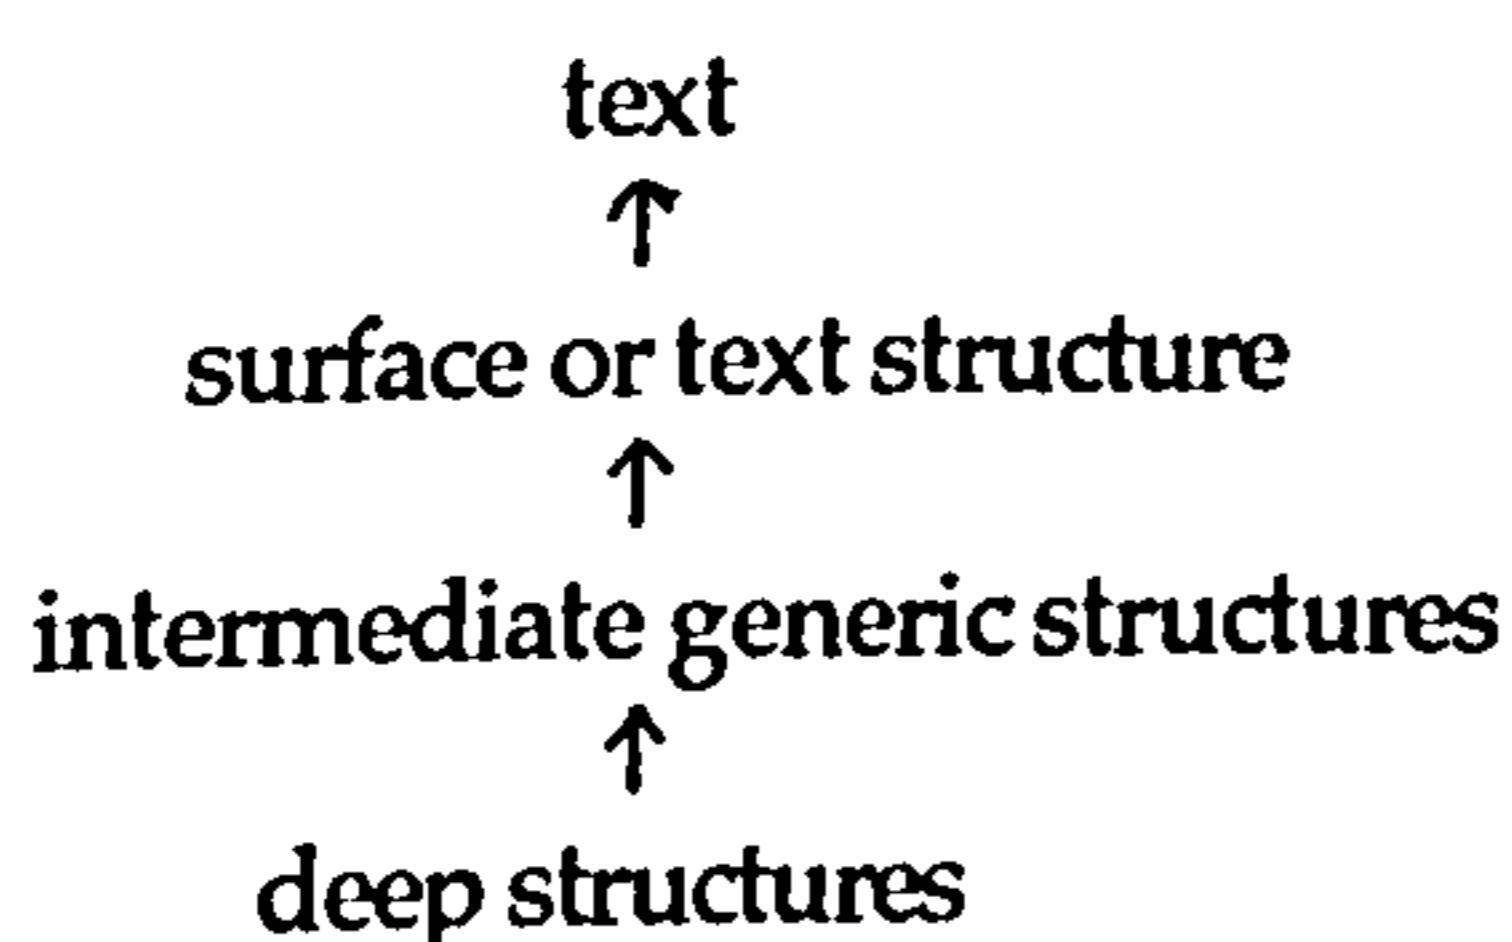 text
↑
surface or text structure
↑
intermediate generic structures
↑
deep structures